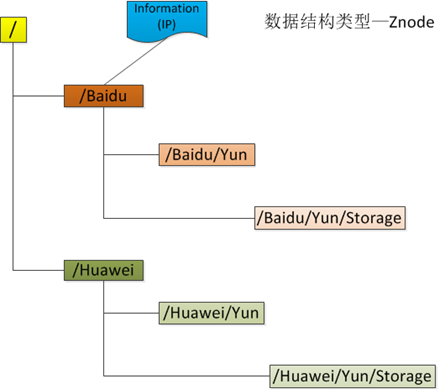 Information
(IP)
数据结构类型—Znode
/
/Baidu
/Baidu/Yun
/Baidu/Yun/Storage
/Huawei
/Huawei/Yun
/Huawei/Yun/Storage